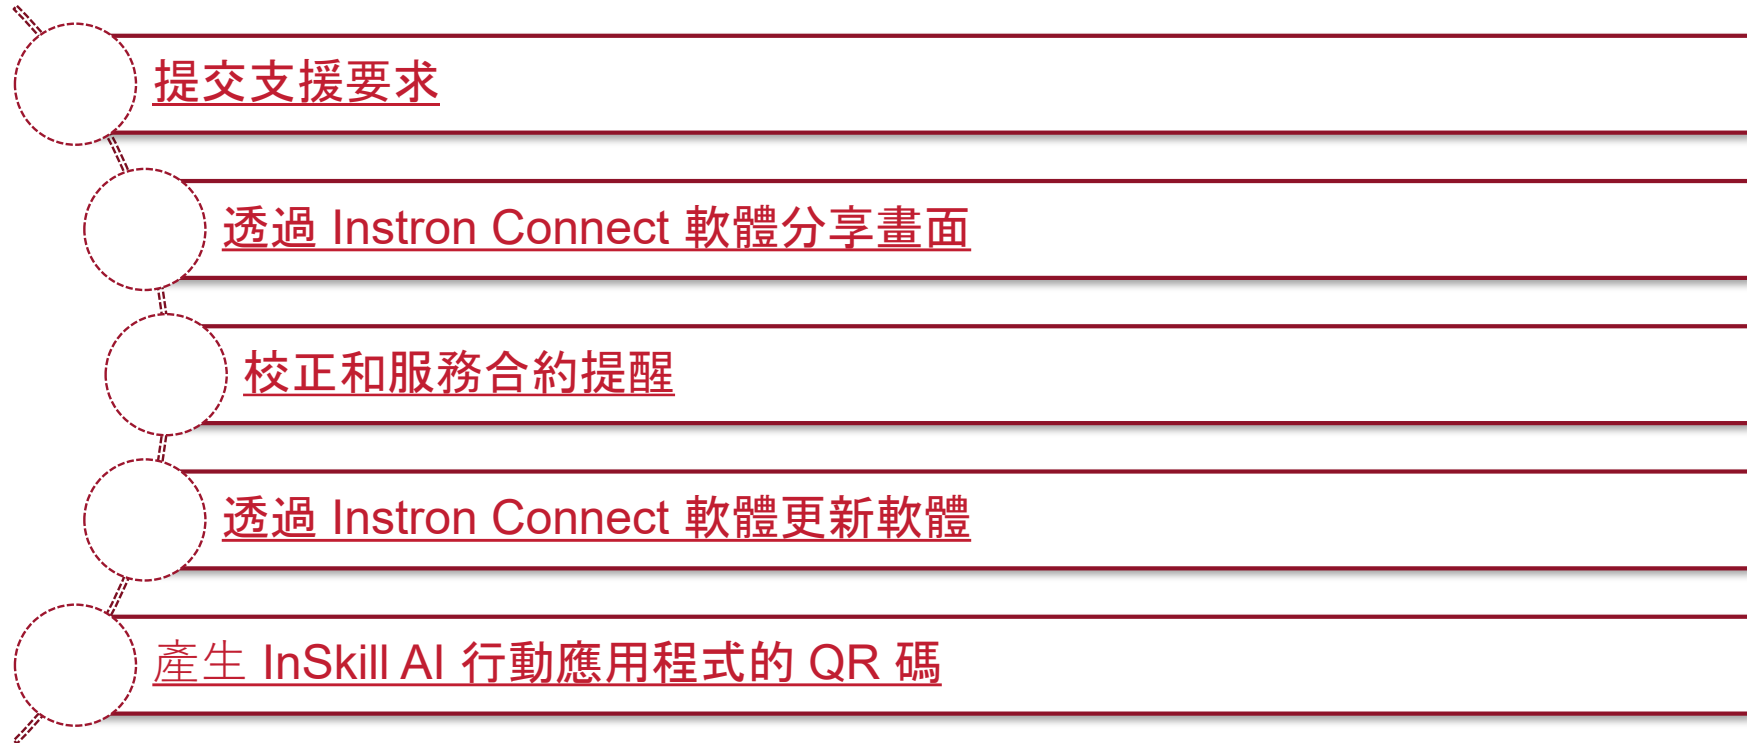 提交支援要求
透過 Instron Connect 軟體分享畫面
校正和服務合約提醒
透過 Instron Connect 軟體更新軟體
產生 InSkill AI 行動應用程式的 QR 碼